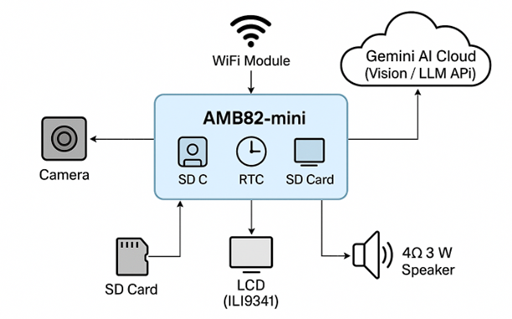 WiFi Module
Gemini AI Cloud
(Vision / LLM APi)
AMB82-mini
SD C
RTC
SD Card
Camera
SD Card
LCD
(ILI9341)
4Ω 3 W
Speaker